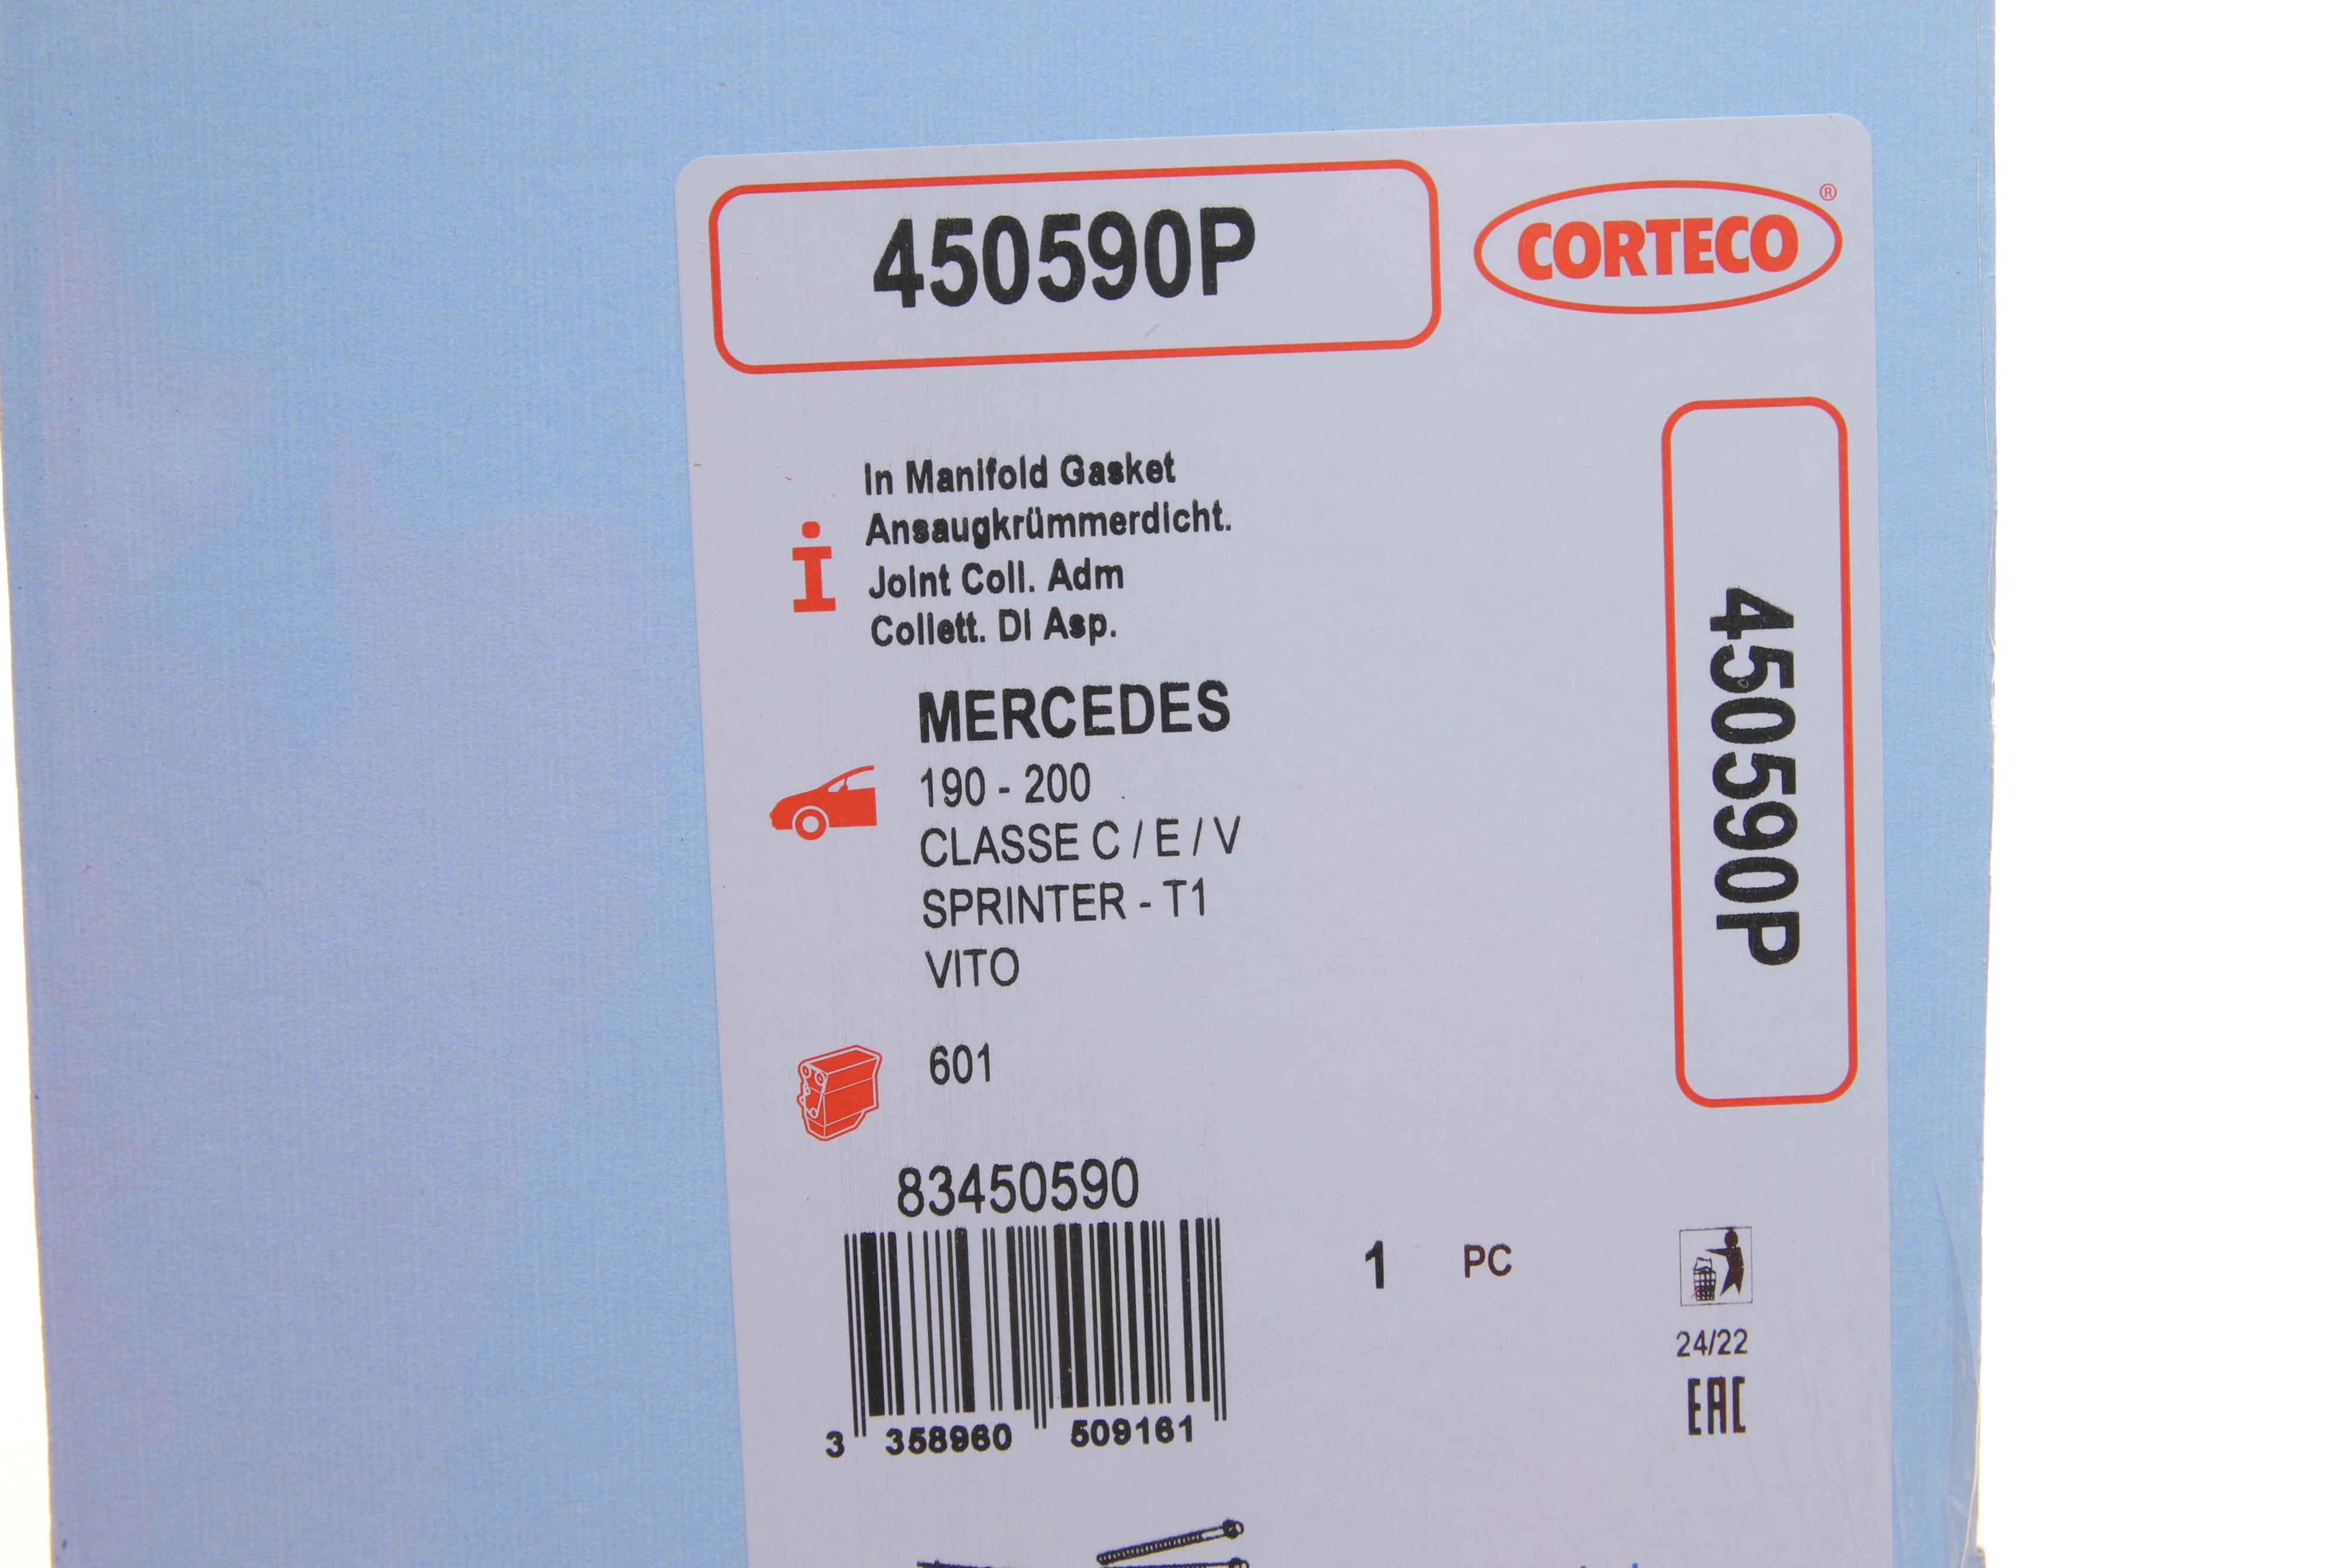 450590P
CORTECO®
In Manifold Gasket
Ansaugkrümmerdicht.
Joint Coll. Adm
Collett. Di Asp.
450590P
MERCEDES
190 - 200
CLASSE C / E / V
SPRINTER - T1
VITO
601
83450590
1 PC
3 358960 509161
24/22
EAC